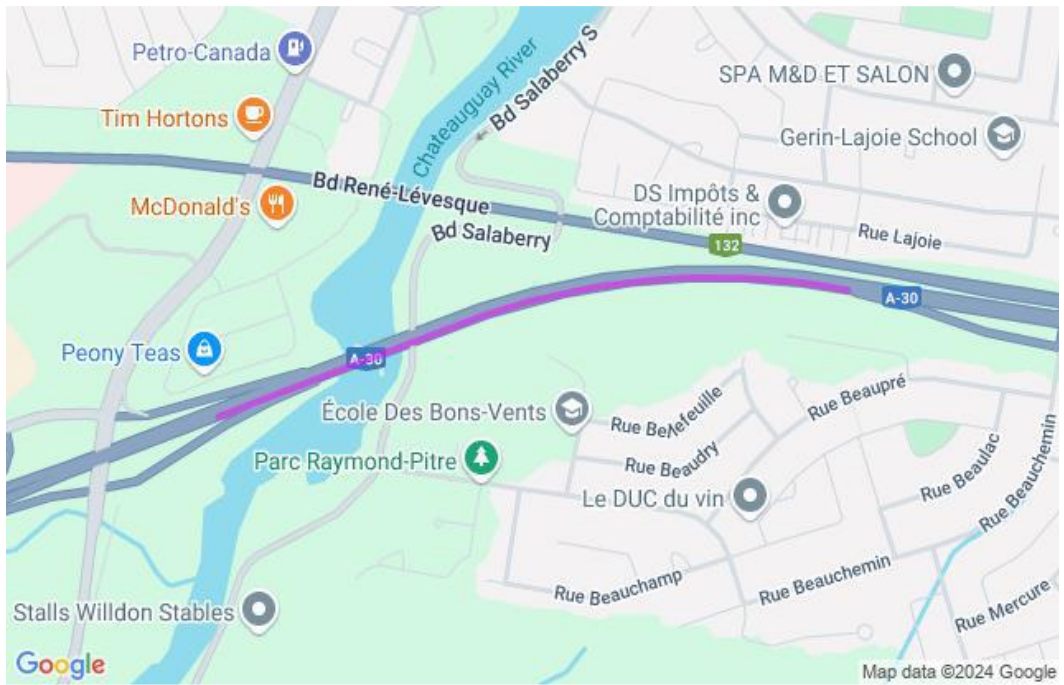 Petro-Canada
Bd Salaberry S
SPA M&D ET SALON
Chateauguay River
Tim Hortons
Gerin-Lajoie School
Bd René-Lévesque
McDonald's
DS Impôts &
Comptabilité inc
Bd Salaberry
Rue Lajoie
132
A-30
Peony Teas
A-30
École Des Bons-Vents
Rue Bellefeuille
Rue Beaupré
Parc Raymond-Pitre
Rue Beaudry
Rue Beaulac
Rue Beauchemin
Le DUC du vin
Rue Beauchamp
Rue Beauchemin
Rue Mercure
Stalls Willdon Stables
Google
Map data ©2024 Google